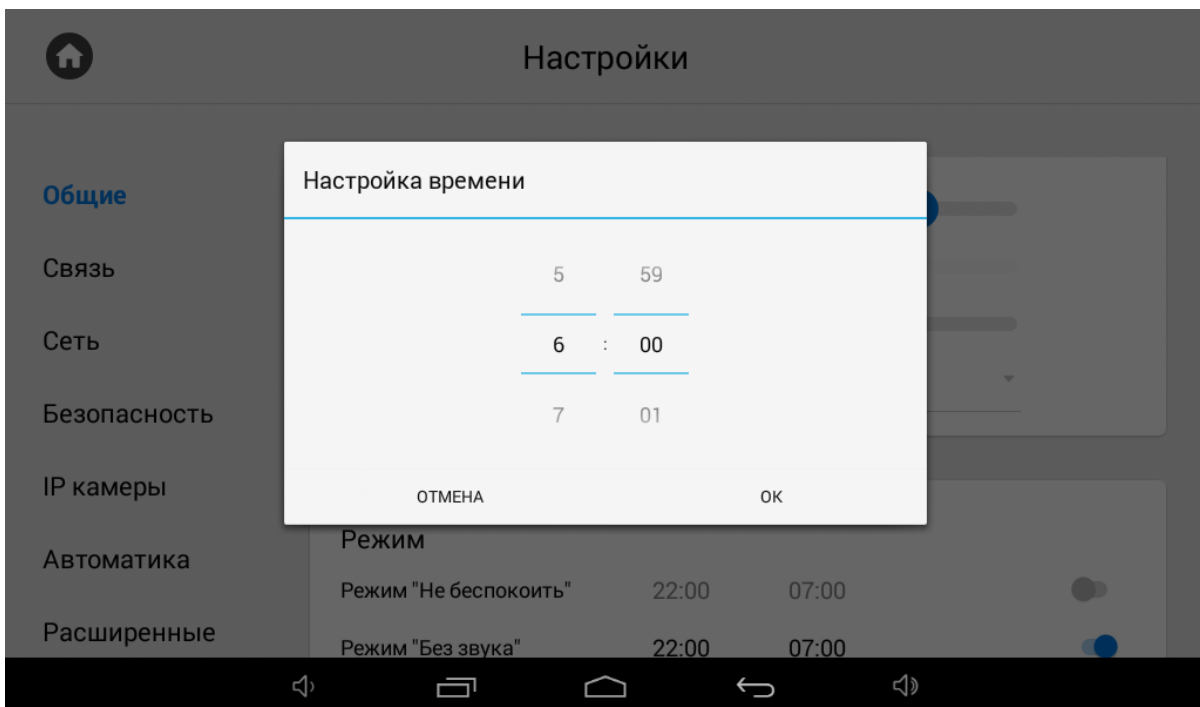 Настройки
Общие
Связь
Сеть
Безопасность
IP камеры
Автоматика
Расширенные
Настройка времени
5 59
6 : 00
7 01
ОТМЕНА ОК
Режим
Режим "Не беспокоить" 22:00 07:00
Режим "Без звука" 22:00 07:00